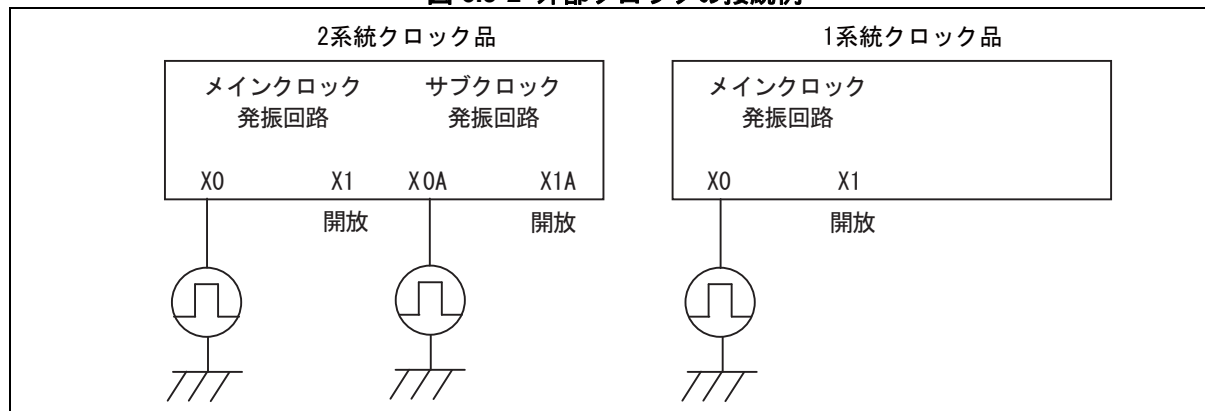 2系統クロック品
1系統クロック品
メインクロック
発振回路
サブクロック
発振回路
メインクロック
発振回路
X0
X1
X0A
X1A
X0
X1
開放
開放
開放